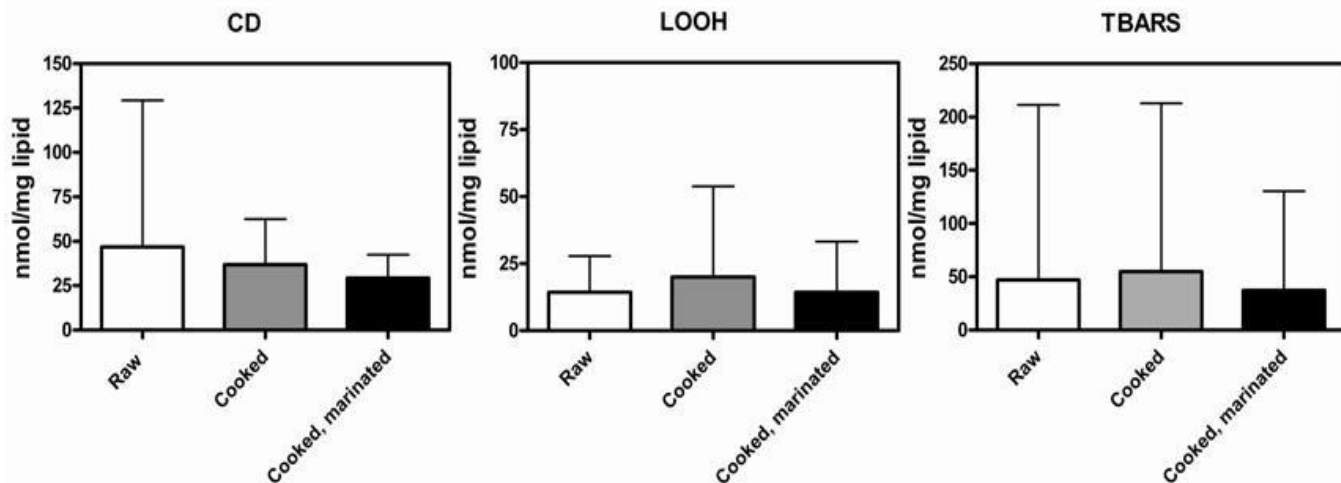 CD
nmol/mg lipid
150
125
100
75
50
25
0
Raw
Cooked
Cooked, marinated
LOOH
nmol/mg lipid
100
75
50
25
0
Raw
Cooked
Cooked, marinated
TBARS
nmol/mg lipid
250
200
150
100
50
0
Raw
Cooked
Cooked, marinated